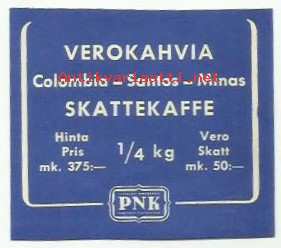 VEROKAHVIA
Colombia – Santos – Minas
SKATTEKAFFE
Hinta
Pris
mk. 375:—
1/4 kg
Vero
Skatt
mk. 50:—
PNK